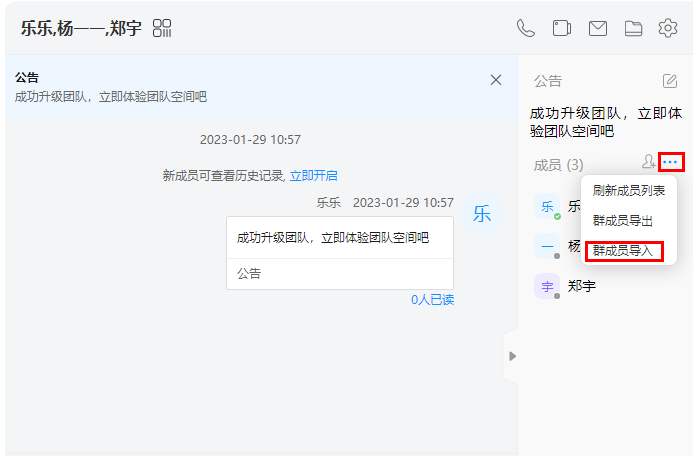 乐乐,杨一一,郑宇
公告
成功升级团队，立即体验团队空间吧
2023-01-29 10:57
新成员可查看历史记录, 立即开启
乐乐 2023-01-29 10:57
乐
成功升级团队，立即体验团队空间吧
公告
0人已读
公告
成功升级团队，立即体
验团队空间吧
成员 (3)
刷新成员列表
群成员导出
群成员导入
乐 乐
一 杨
宇 郑宇